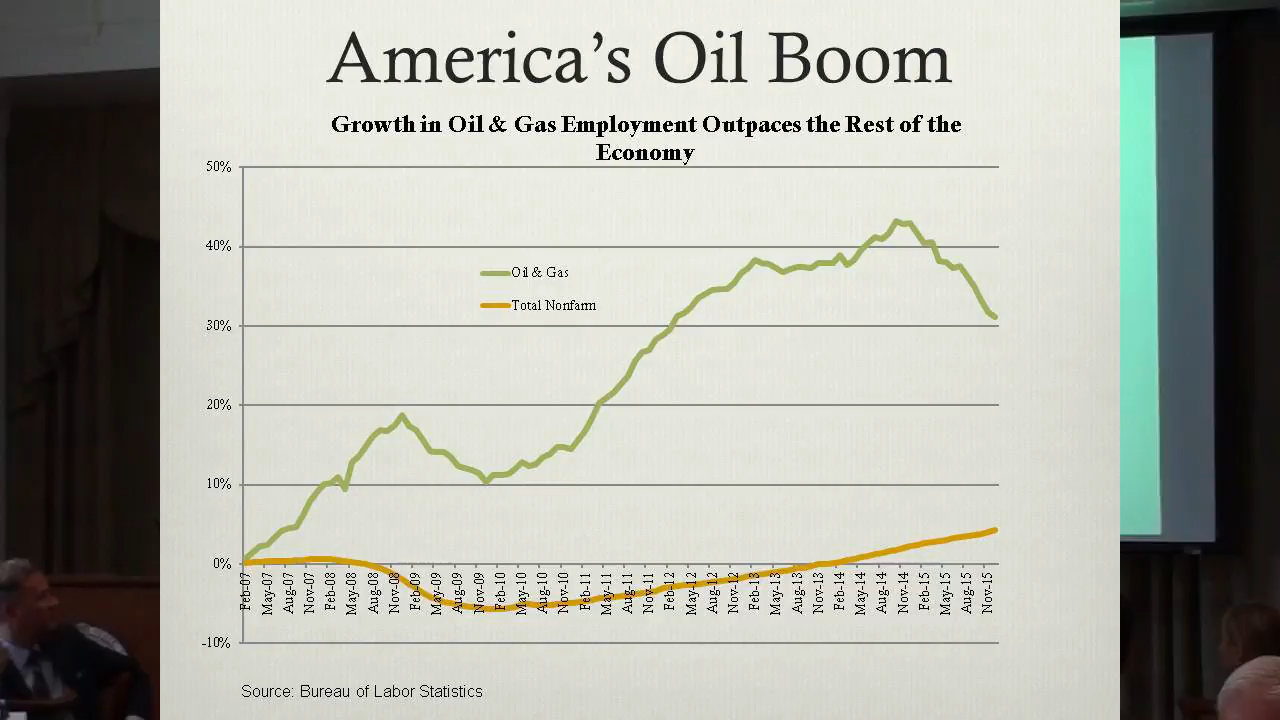 America's Oil Boom
Growth in Oil & Gas Employment Outpaces the Rest of the
Economy
50%
40%
30%
20%
10%
0%
-10%
Oil & Gas
Total Nonfarm
Feb-07
May-07
Aug-07
Nov-07
Feb-08
May-08
Aug-08
Nov-08
Feb-09
May-09
Aug-09
Nov-09
Feb-10
May-10
Aug-10
Nov-10
Feb-11
May-11
Aug-11
Nov-11
Feb-12
May-12
Aug-12
Nov-12
Feb-13
May-13
Aug-13
Nov-13
Feb-14
May-14
Aug-14
Nov-14
Feb-15
May-15
Aug-15
Nov-15
Source: Bureau of Labor Statistics